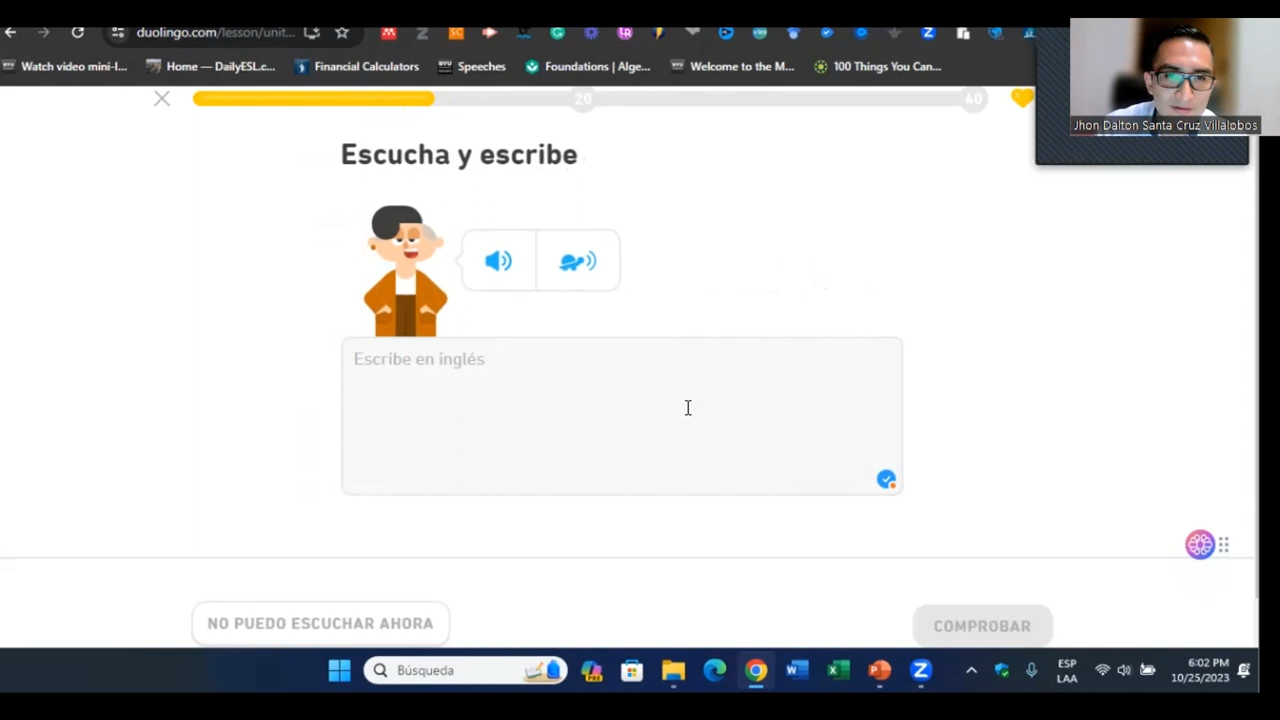 duolingo.com/lesson/unit...
Watch video mini-l...
Home — DailyESL.c...
Financial Calculators
Speeches
Foundations | Alge...
Welcome to the M...
100 Things You Can...
Jhon Dalton Santa Cruz Villalobos
20
40
Escucha y escribe
Escribe en inglés
NO PUEDO ESCUCHAR AHORA
COMPROBAR
Búsqueda
ESP
LAA
6:02 PM
10/25/2023